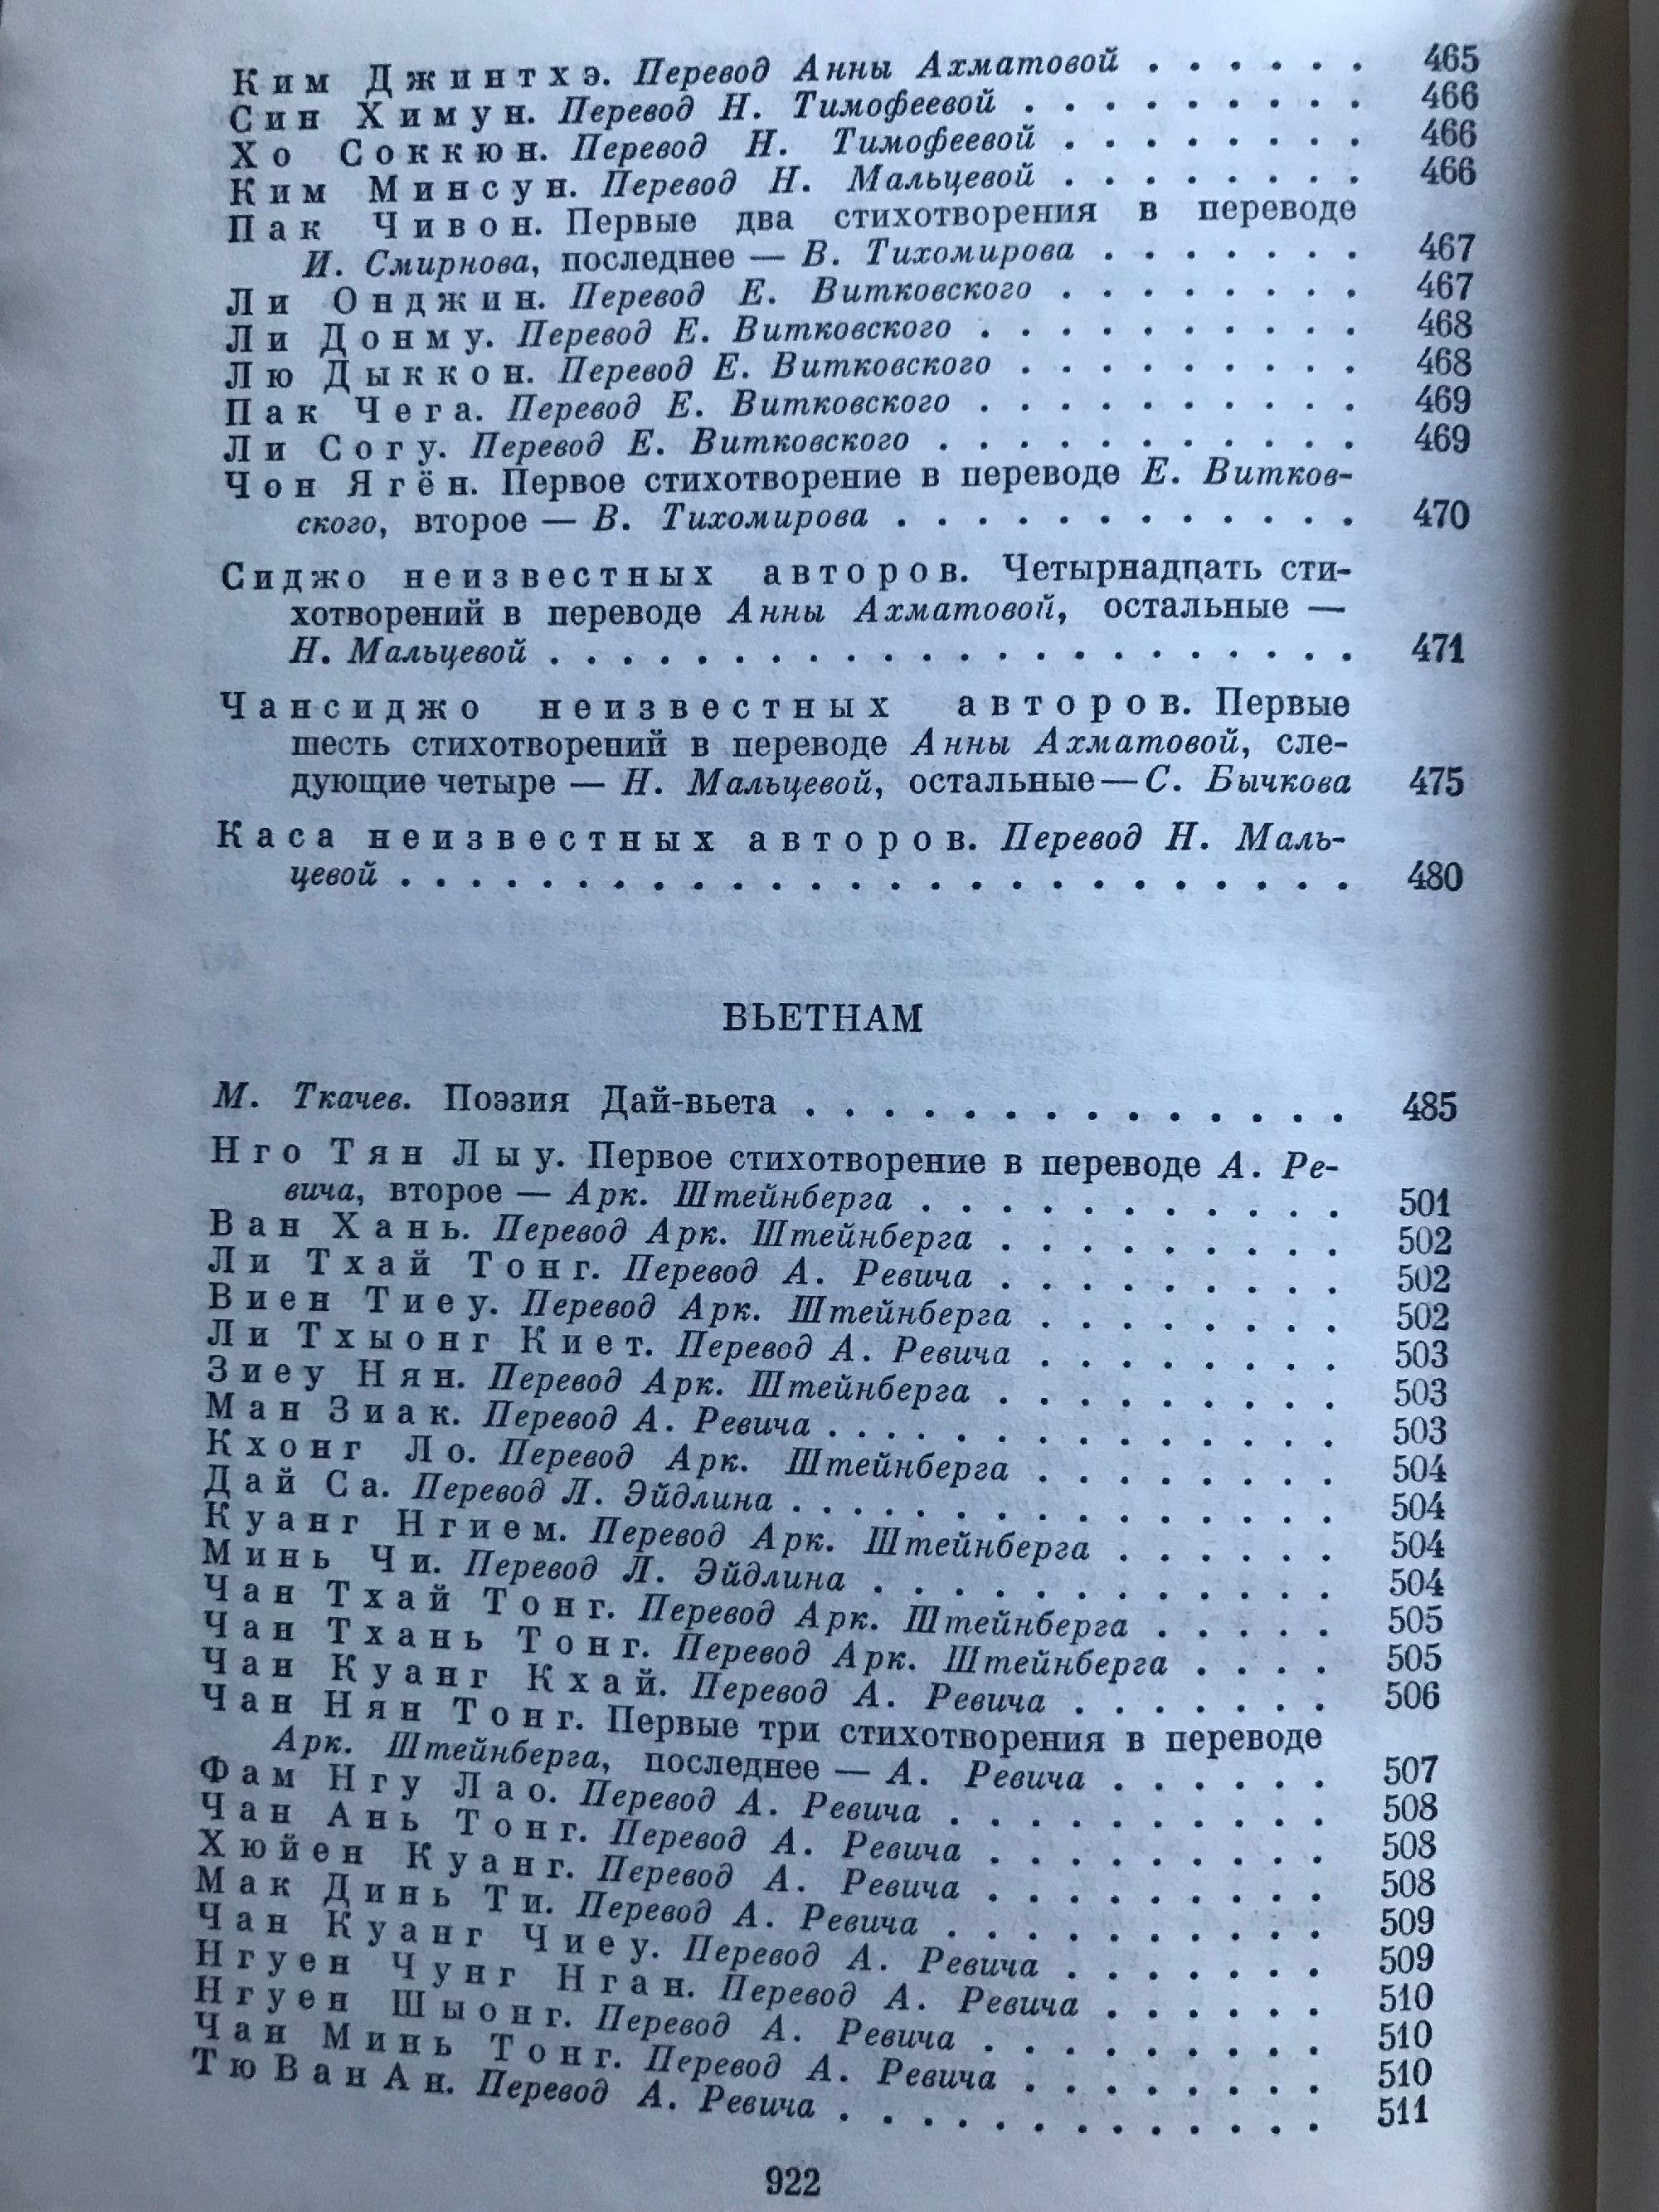 Ким Джинтхэ. Перевод Анны Ахматовой . . . . . . 465
Син Химун. Перевод Н. Тимофеевой . . . . . . . . . 466
Хо Соккюн. Перевод Н. Тимофеевой . . . . . . . . 466
Ким Минсун. Перевод Н. Мальцевой . . . . . . . . 466
Пак Чивон. Первые два стихотворения в переводе
И. Смирнова, последнее — В. Тихомирова . . . . . . . 467
Ли Онджин. Перевод Е. Витковского . . . . . . . . 467
Ли Донму. Перевод Е. Витковского . . . . . . . . . . 468
Лю Дыккон. Перевод Е. Витковского . . . . . . . . . 468
Пак Чега. Перевод Е. Витковского . . . . . . . . . . 469
Ли Согу. Перевод Е. Витковского . . . . . . . . . . . 469
Чон Ягён. Первое стихотворение в переводе Е. Витков-
ского, второе — В. Тихомирова . . . . . . . . . . . . 470
Сиджо неизвестных авторов. Четырнадцать сти-
хотворений в переводе Анны Ахматовой, остальные —
Н. Мальцевой . . . . . . . . . . . . . . . . . . . . . . 471
Чансиджо неизвестных авторов. Первые
шесть стихотворений в переводе Анны Ахматовой, сле-
дующие четыре — Н. Мальцевой, остальные — С. Бычкова 475
Каса неизвестных авторов. Перевод Н. Маль-
цевой . . . . . . . . . . . . . . . . . . . . . . . . . . 480
ВЬЕТНАМ
М. Ткачев. Поэзия Дай-вьета . . . . . . . . . . . . . . 485
Нго Тян Лыу. Первое стихотворение в переводе А. Ре-
вича, второе — Арк. Штейнберга . . . . . . . . . . . 501
Ван Хань. Перевод Арк. Штейнберга . . . . . . . . . 502
Ли Тхай Тонг. Перевод А. Ревича . . . . . . . . . 502
Виен Тиеу. Перевод Арк. Штейнберга . . . . . . . . 502
Ли Тхыонг Киет. Перевод А. Ревича . . . . . . . . 503
Зиеу Нян. Перевод Арк. Штейнберга . . . . . . . . . 503
Ман Зиак. Перевод А. Ревича . . . . . . . . . . . . . 503
Кхонг Ло. Перевод Арк. Штейнберга . . . . . . . . 504
Дай Са. Перевод Л. Эйдлина . . . . . . . . . . . . . . 504
Куанг Нгием. Перевод Арк. Штейнберга . . . . . . 504
Минь Чи. Перевод Л. Эйдлина . . . . . . . . . . . . 504
Чан Тхай Тонг. Перевод Арк. Штейнберга . . . . . 505
Чан Тхань Тонг. Перевод Арк. Штейнберга . . . . 505
Чан Куанг Кхай. Перевод А. Ревича . . . . . . . 506
Чан Нян Тонг. Первые три стихотворения в переводе
Арк. Штейнберга, последнее — А. Ревича . . . . . . 507
Фам Нгу Лао. Перевод А. Ревича . . . . . . . . . . 508
Чан Ань Тонг. Перевод А. Ревича . . . . . . . . . 508
Хюйен Куанг. Перевод А. Ревича . . . . . . . . . 508
Мак Динь Ти. Перевод А. Ревича . . . . . . . . . . 509
Чан Куанг Чиеу. Перевод А. Ревича . . . . . . . 509
Нгуен Чунг Нган. Перевод А. Ревича . . . . . . 510
Нгуен Шыонг. Перевод А. Ревича . . . . . . . . . 510
Чан Минь Тонг. Перевод А. Ревича . . . . . . . . 510
Тю Ван Ан. Перевод А. Ревича . . . . . . . . . . . . 511
922